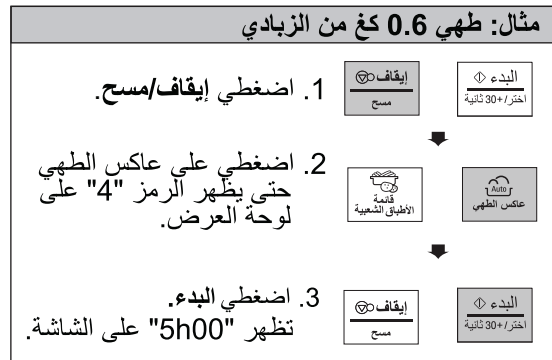 مثال: طهي 0.6 كغ من الزبادي
1. اضغطي إيقاف/مسح.
إيقاف
مسح
البدء
اختر/+30 ثانية
2. اضغطي على عاكس الطهي
حتى يظهر الرمز "4" على
لوحة العرض.
قائمة
الأطباق الشعبية
Auto
عاكس الطهي
3. اضغطي البدء.
تظهر "5h00" على الشاشة.
إيقاف
مسح
البدء
اختر/+30 ثانية